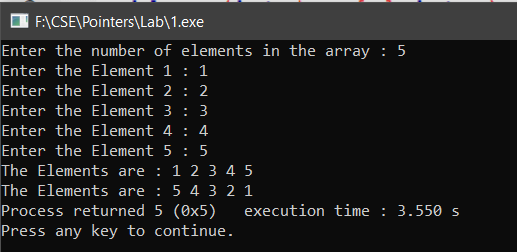 F:\CSE\Pointers\Lab\1.exe
Enter the number of elements in the array : 5
Enter the Element 1 : 1
Enter the Element 2 : 2
Enter the Element 3 : 3
Enter the Element 4 : 4
Enter the Element 5 : 5
The Elements are : 1 2 3 4 5
The Elements are : 5 4 3 2 1
Process returned 5 (0x5)   execution time : 3.550 s
Press any key to continue.